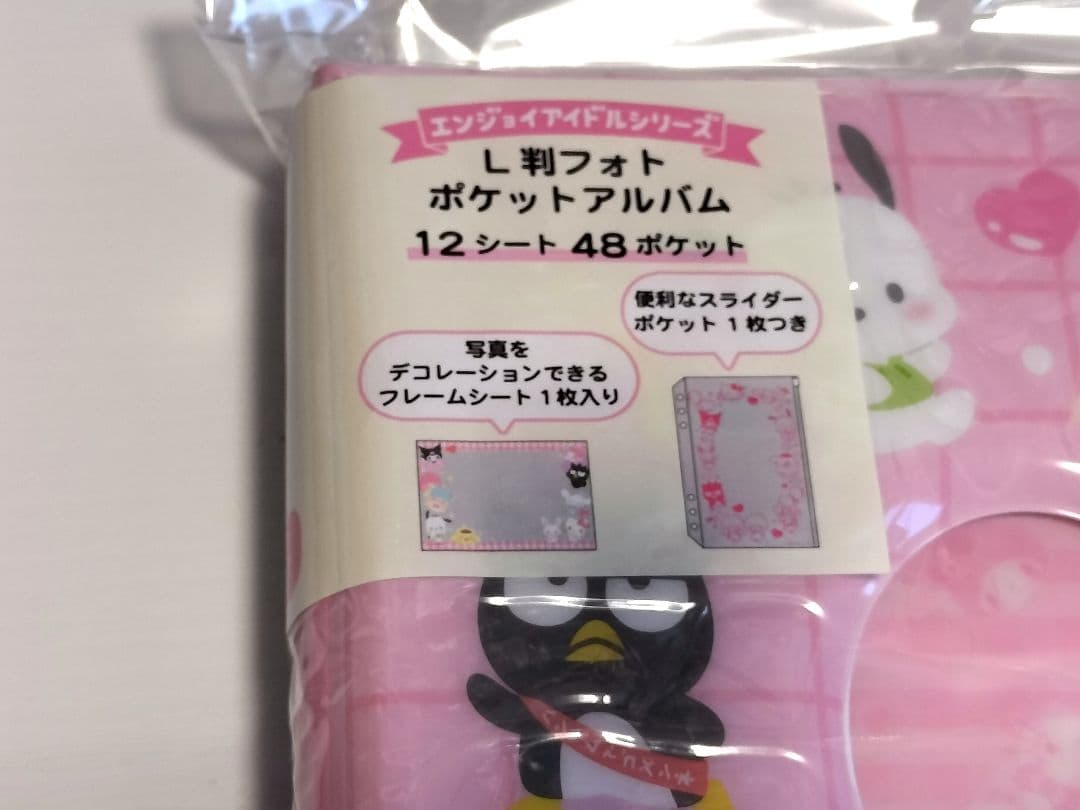 エンジョイアイドルシリーズ
L判フォト
ポケットアルバム
12シート 48ポケット
便利なスライダー
ポケット1枚つき
写真を
デコレーションできる
フレームシート1枚入り